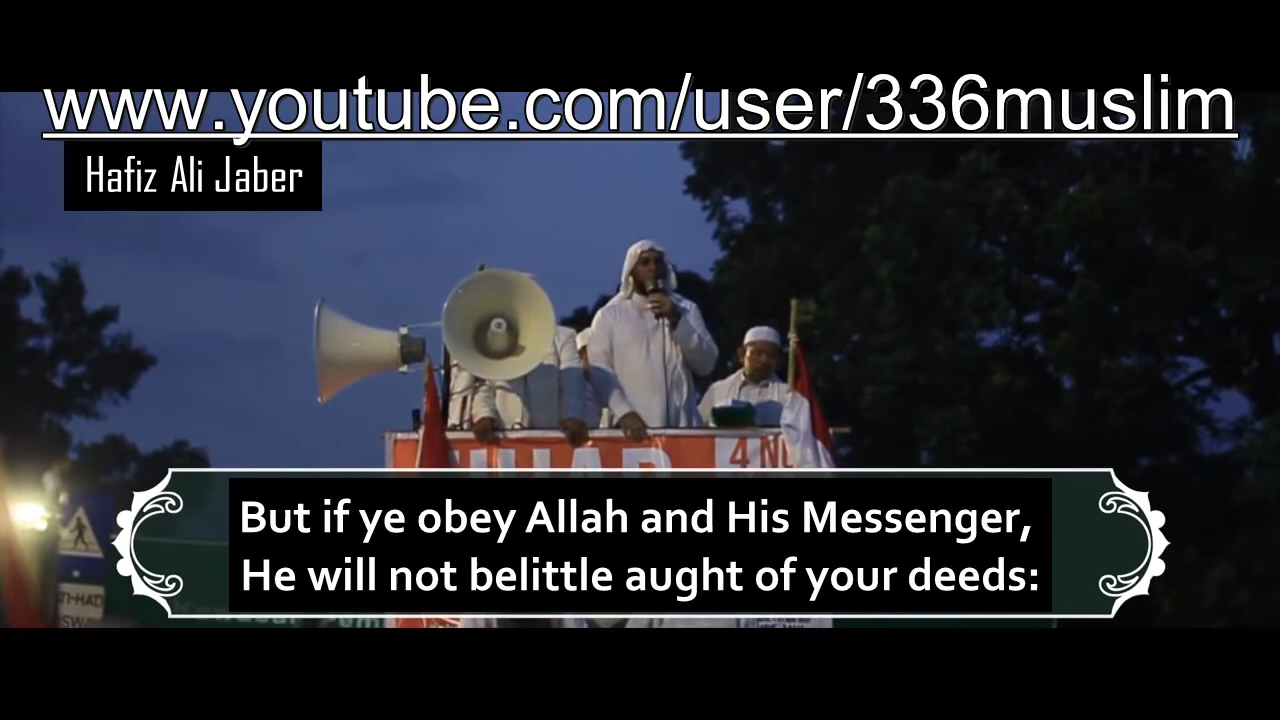 www.youtube.com/user/336muslim
Hafiz Ali Jaber
4 N
But if ye obey Allah and His Messenger,
He will not belittle aught of your deeds: